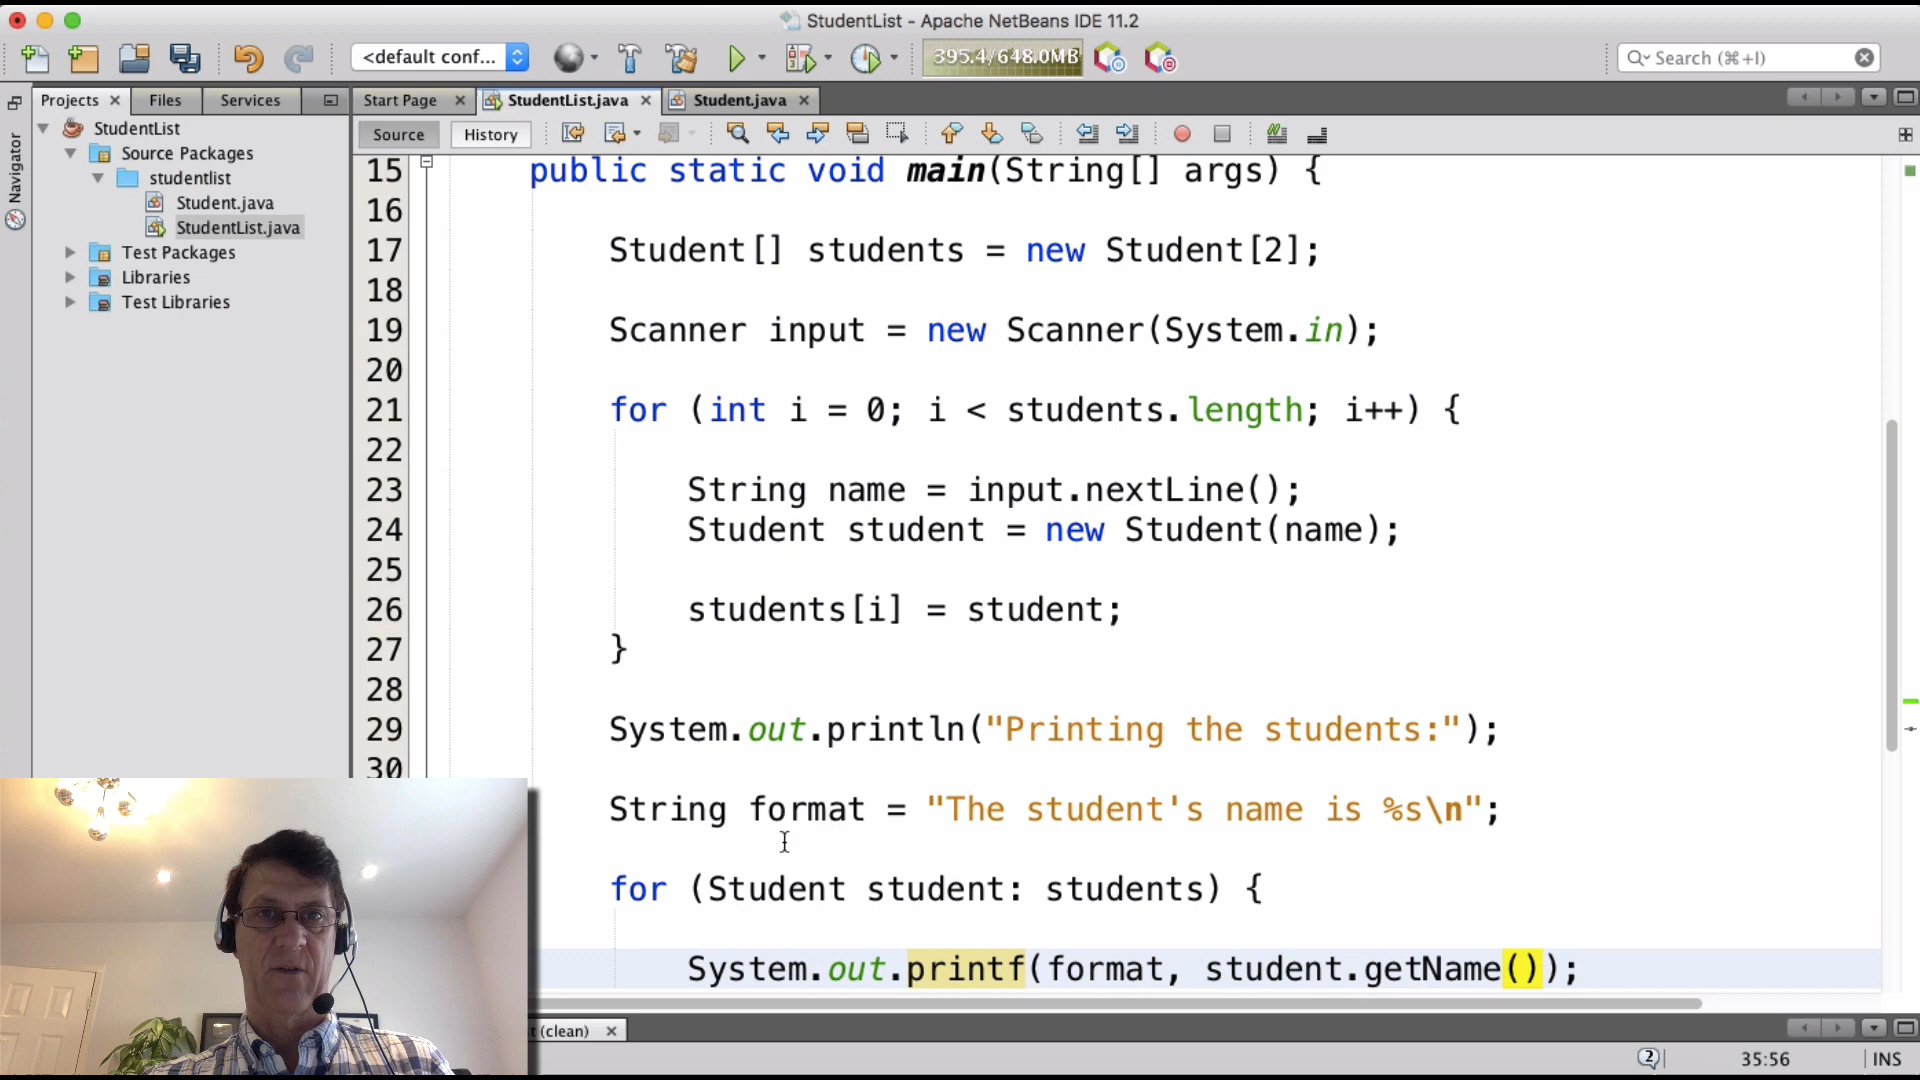 StudentList - Apache NetBeans IDE 11.2
<default conf...
395.4/648.0MB
Search (⌘+I)
Projects
Files
Services
Start Page
StudentList.java
Student.java
Navigator
StudentList
Source Packages
studentlist
Student.java
StudentList.java
Test Packages
Libraries
Test Libraries
Source
History
15 public static void main(String[] args) {
16
17 Student[] students = new Student[2];
18
19 Scanner input = new Scanner(System.in);
20
21 for (int i = 0; i < students.length; i++) {
22
23 String name = input.nextLine();
24 Student student = new Student(name);
25
26 students[i] = student;
27 }
28
29 System.out.println("Printing the students:");
30
String format = "The student's name is %s\n";
for (Student student: students) {
System.out.printf(format, student.getName());
t (clean)
2
35:56
INS